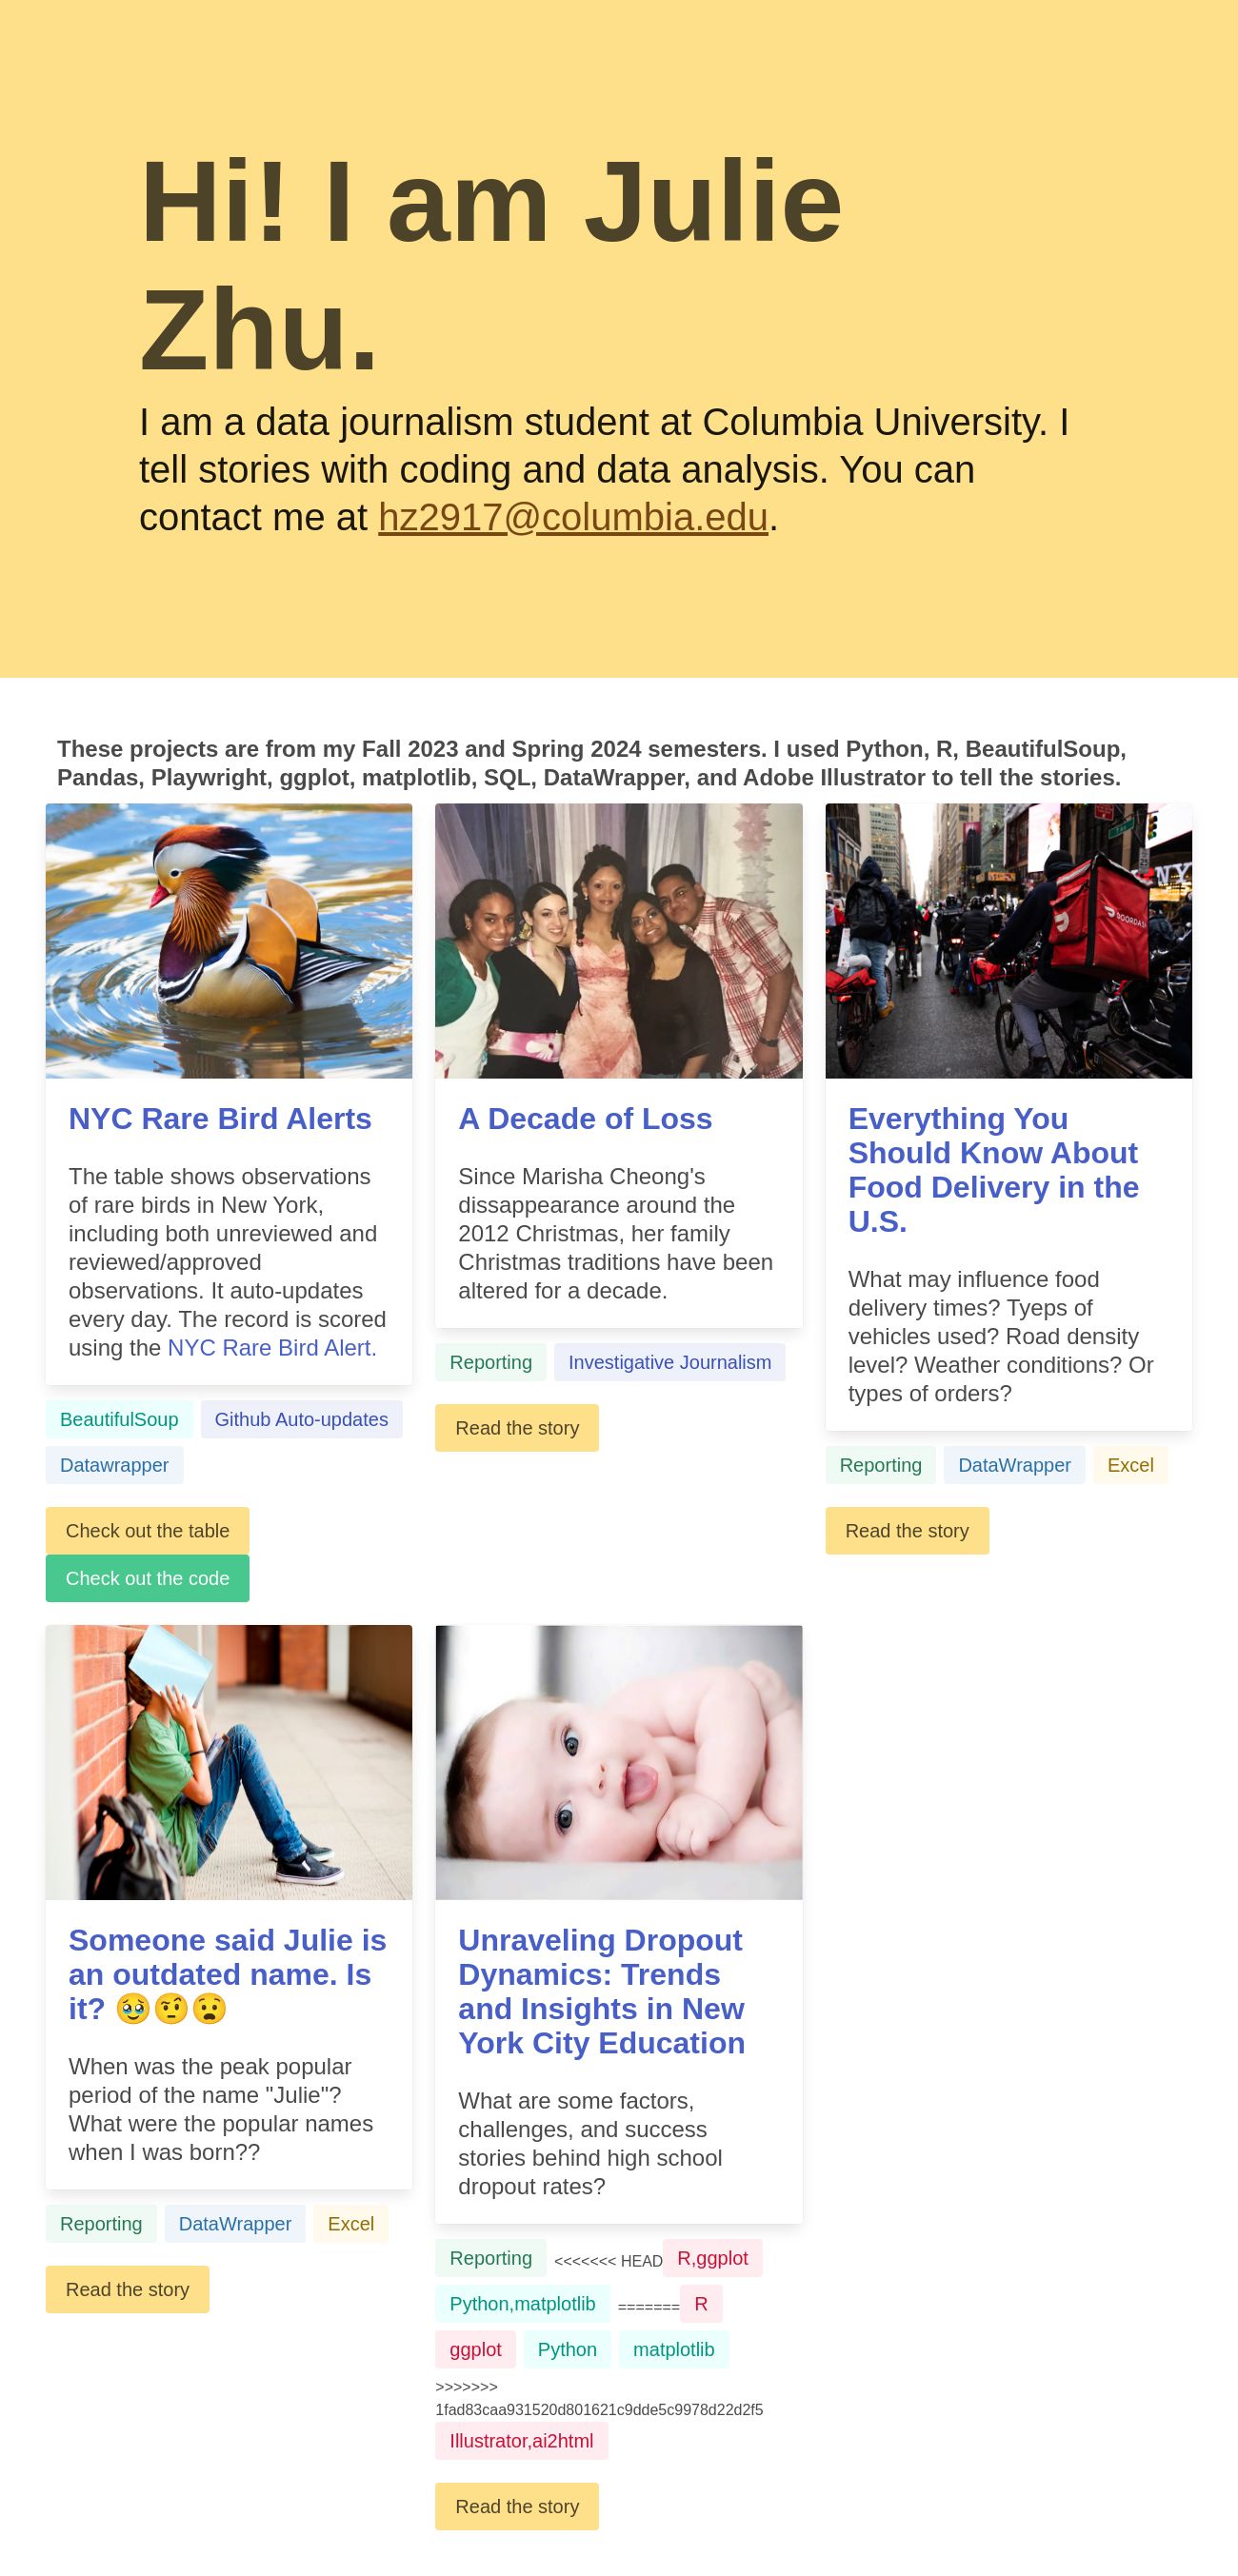 Hi! I am Julie
Zhu.
I am a data journalism student at Columbia University. I
tell stories with coding and data analysis. You can
contact me at hz2917@columbia.edu.
These projects are from my Fall 2023 and Spring 2024 semesters. I used Python, R, BeautifulSoup,
Pandas, Playwright, ggplot, matplotlib, SQL, DataWrapper, and Adobe Illustrator to tell the stories.
NYC Rare Bird Alerts
The table shows observations
of rare birds in New York,
including both unreviewed and
reviewed/approved
observations. It auto-updates
every day. The record is scored
using the NYC Rare Bird Alert.
BeautifulSoup Github Auto-updates
Datawrapper
Check out the table
Check out the code
A Decade of Loss
Since Marisha Cheong's
dissappearance around the
2012 Christmas, her family
Christmas traditions have been
altered for a decade.
Reporting Investigative Journalism
Read the story
DOORDASH
NY
Everything You
Should Know About
Food Delivery in the
U.S.
What may influence food
delivery times? Tyeps of
vehicles used? Road density
level? Weather conditions? Or
types of orders?
Reporting DataWrapper Excel
Read the story
Someone said Julie is
an outdated name. Is
it? 🥹🤨😧
When was the peak popular
period of the name "Julie"?
What were the popular names
when I was born??
Reporting DataWrapper Excel
Read the story
Unraveling Dropout
Dynamics: Trends
and Insights in New
York City Education
What are some factors,
challenges, and success
stories behind high school
dropout rates?
Reporting <<<<<<< HEAD R,ggplot
Python,matplotlib ======= R
ggplot Python matplotlib
>>>>>>>
1fad83caa931520d801621c9dde5c9978d22d2f5
Illustrator,ai2html
Read the story